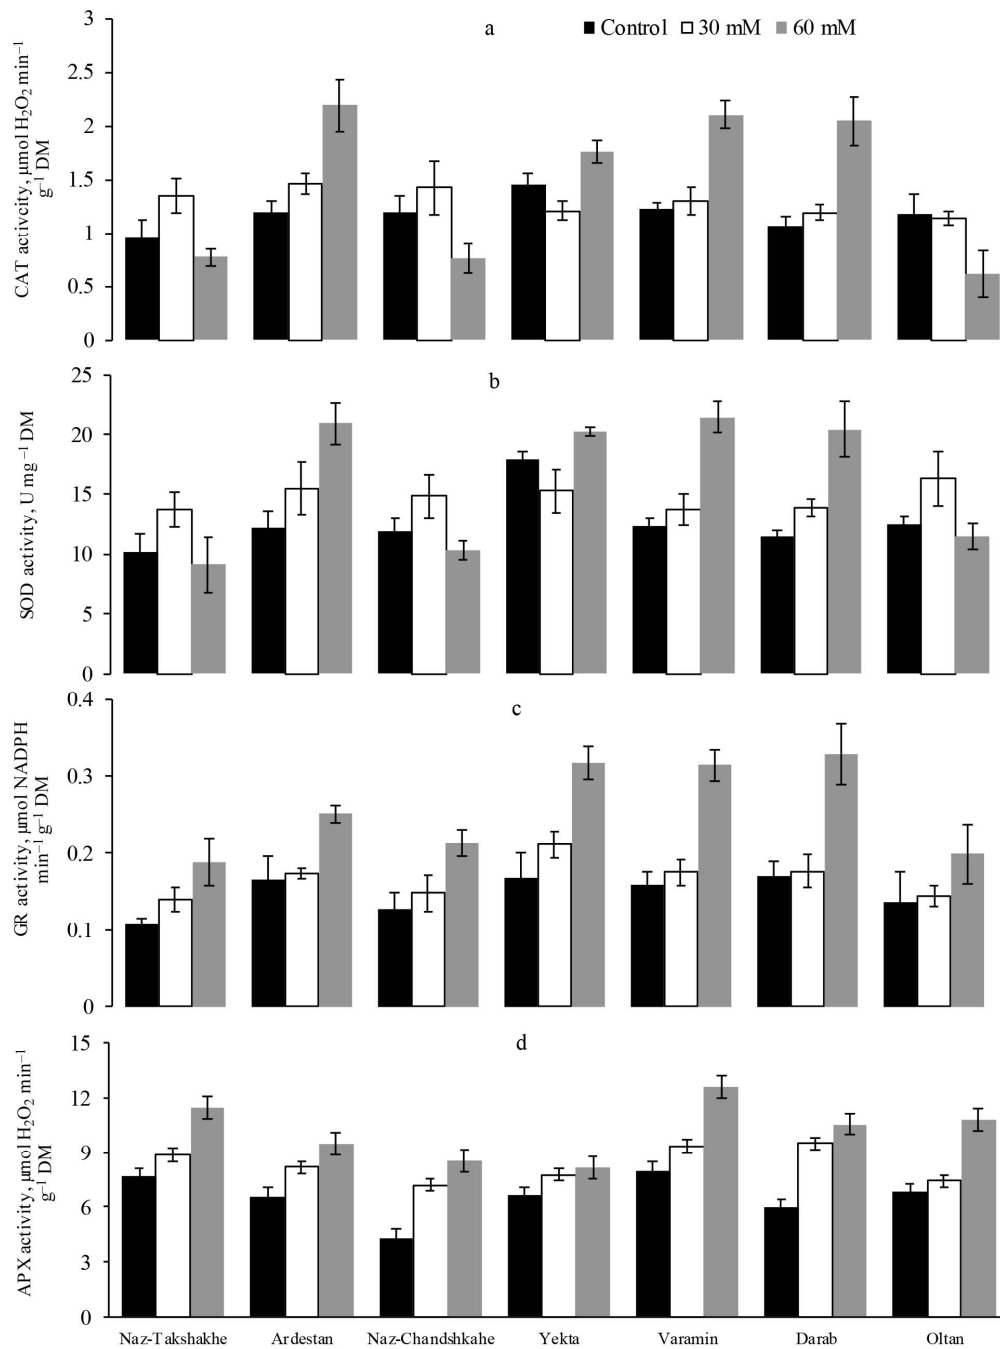 a
Control 30 mM 60 mM
CAT activcity, µmol H₂O₂ min⁻¹
g⁻¹ DM
3
2.5
2
1.5
1
0.5
0
b
SOD activity, U mg⁻¹ DM
25
20
15
10
5
0
c
GR activity, µmol NADPH
min⁻¹ g⁻¹ DM
0.4
0.3
0.2
0.1
0
d
APX activity, µmol H₂O₂ min⁻¹
g⁻¹ DM
15
12
9
6
3
0
Naz-Takshakhe Ardestan Naz-Chandshkahe Yekta Varamin Darab Oltan